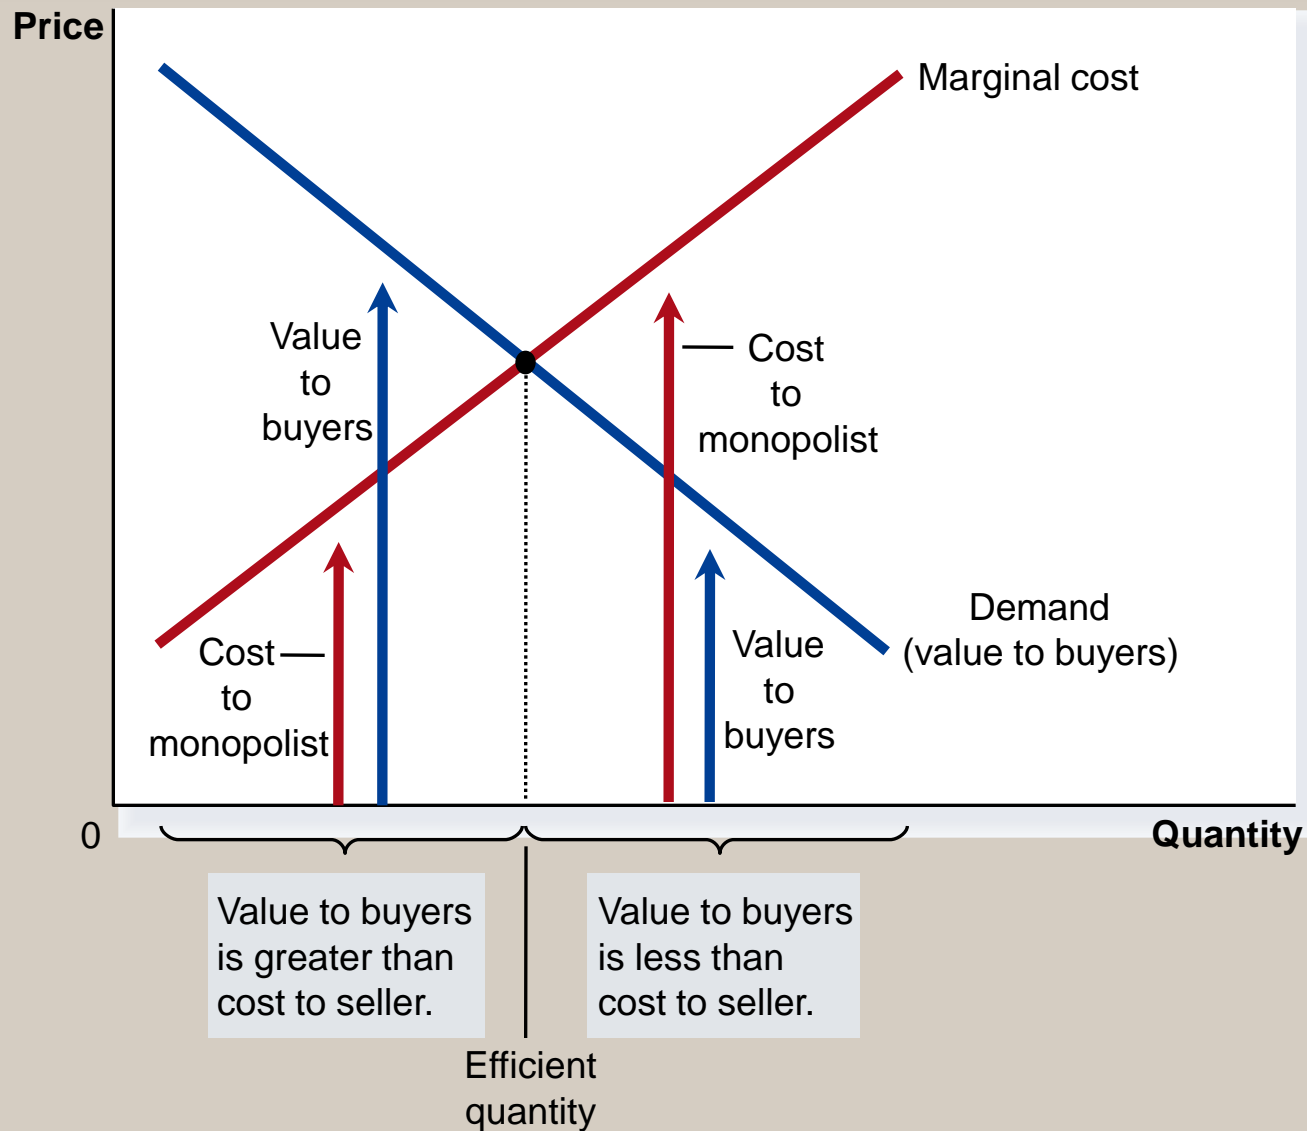 Price
Marginal cost
Value
to
buyers
Cost
to
monopolist
Demand
(value to buyers)
Cost
to
monopolist
Value
to
buyers
0
Quantity
Value to buyers
is greater than
cost to seller.
Value to buyers
is less than
cost to seller.
Efficient
quantity